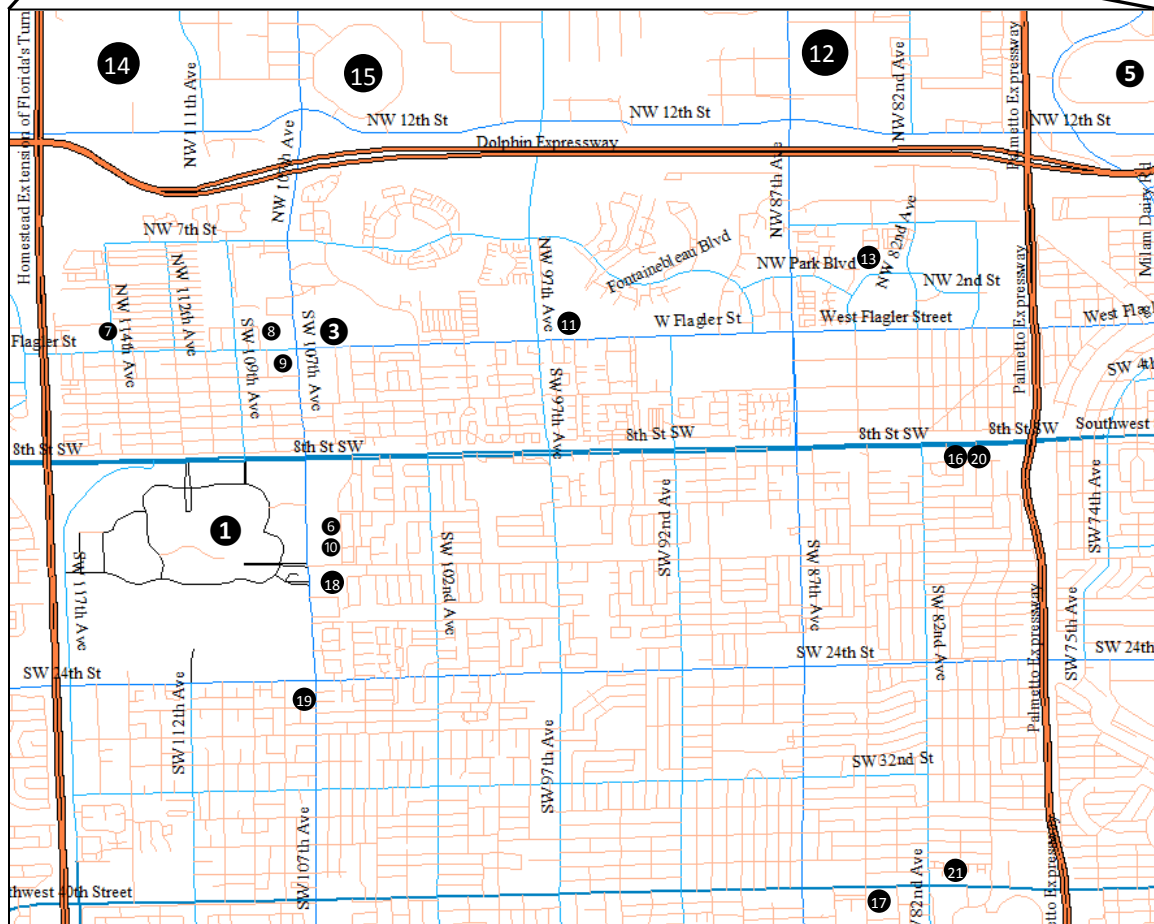 Homestead Extension of Florida's Turn
14
NW 111th Ave
15
12
NW 82nd Ave
Palmetto Expressway
5
NW 12th St
NW 12th St
NW 12th St
Dolphin Expressway
NW 107th Ave
NW 87th Ave
Milam Dairy Rd
NW 7th St
NW 112th Ave
NW 97th Ave
Fontainebleau Blvd
NW Park Blvd
13
NW 82nd Ave
NW 2nd St
Palmetto Expressway
7
NW 114th Ave
8
3
11
W Flagler St
West Flagler Street
West Flag
Flagler St
SW 109th Ave
9
SW 107th Ave
SW 97th Ave
SW 4th
8th St SW
8th St SW
8th St SW
8th St SW
8th St SW
Southwest
16
20
1
6
10
18
SW 117th Ave
SW 102nd Ave
SW 92nd Ave
SW 87th Ave
SW 82nd Ave
SW 74th Ave
Palmetto Expressway
SW 75th Ave
SW 24th St
SW 24th St
SW 24th
19
SW 112th Ave
SW 97th Ave
SW 32nd St
SW 107th Ave
21
thwest 40th Street
17
82nd Ave
etto Expressway